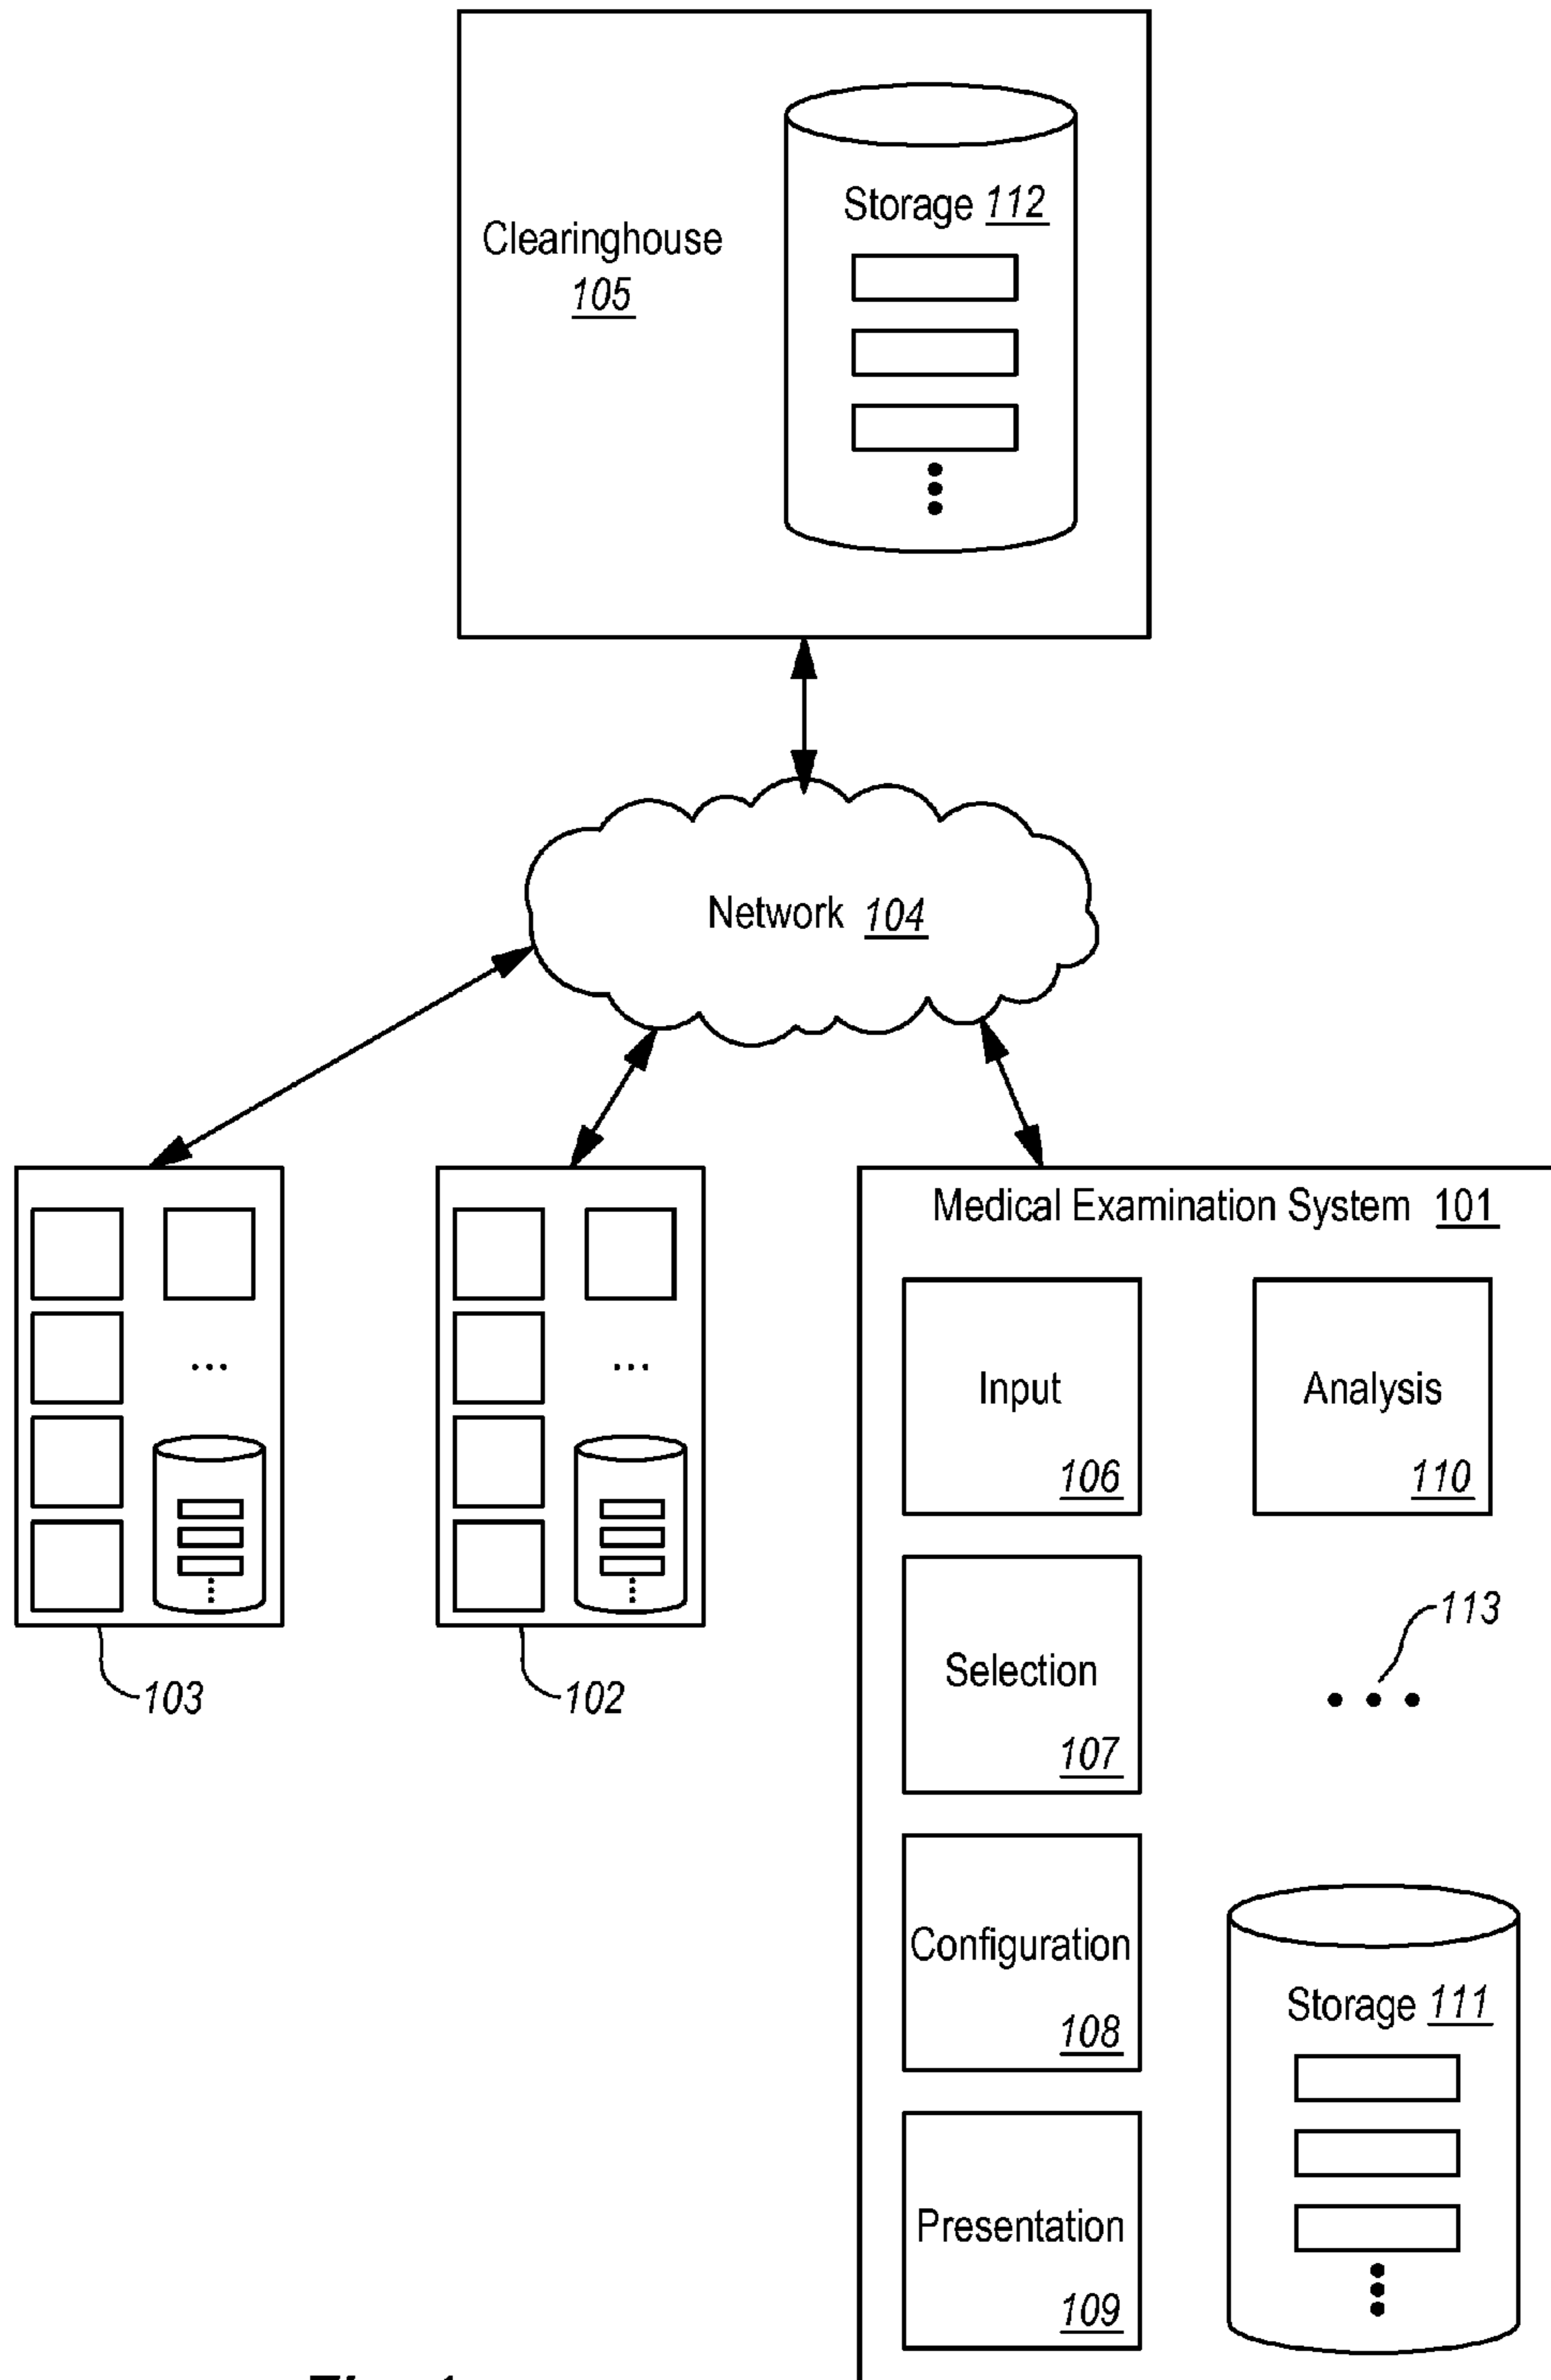 Clearinghouse
105
Storage 112
Network 104
103
102
Medical Examination System 101
Input
106
Analysis
110
Selection
107
113
Configuration
108
Storage 111
Presentation
109